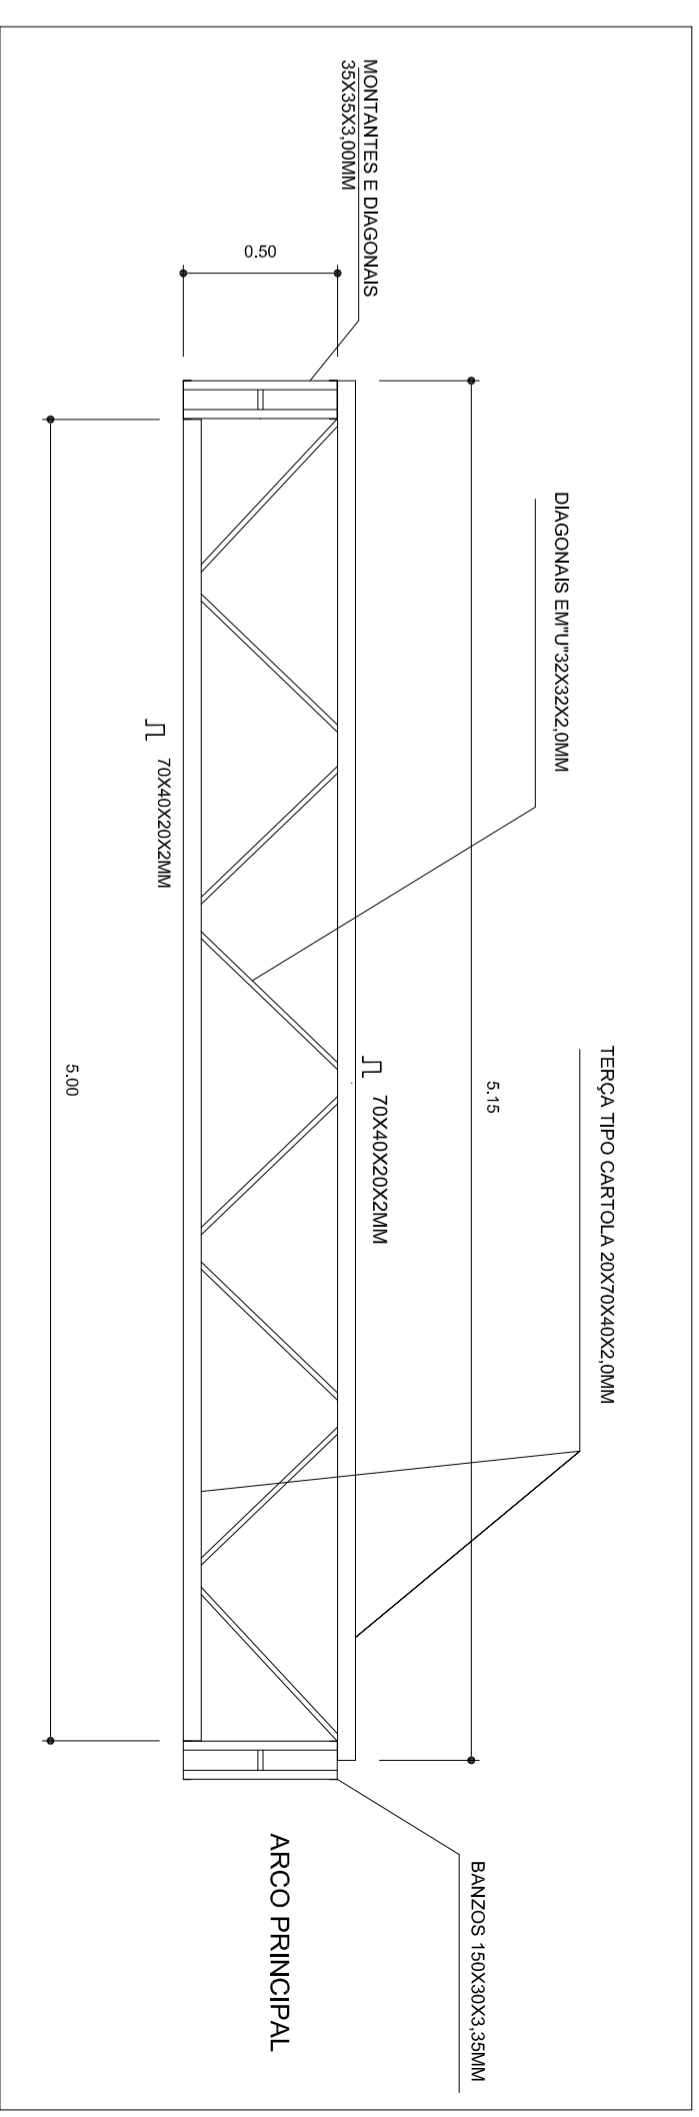 MONTANTES E DIAGONAIS
35X35X3,00MM
0.50
DIAGONAIS EM"U"32X32X2,0MM
TERÇA TIPO CARTOLA 20X70X40X2,0MM
5.15
70X40X20X2MM
70X40X20X2MM
5.00
BANZOS 150X30X3,35MM
ARCO PRINCIPAL